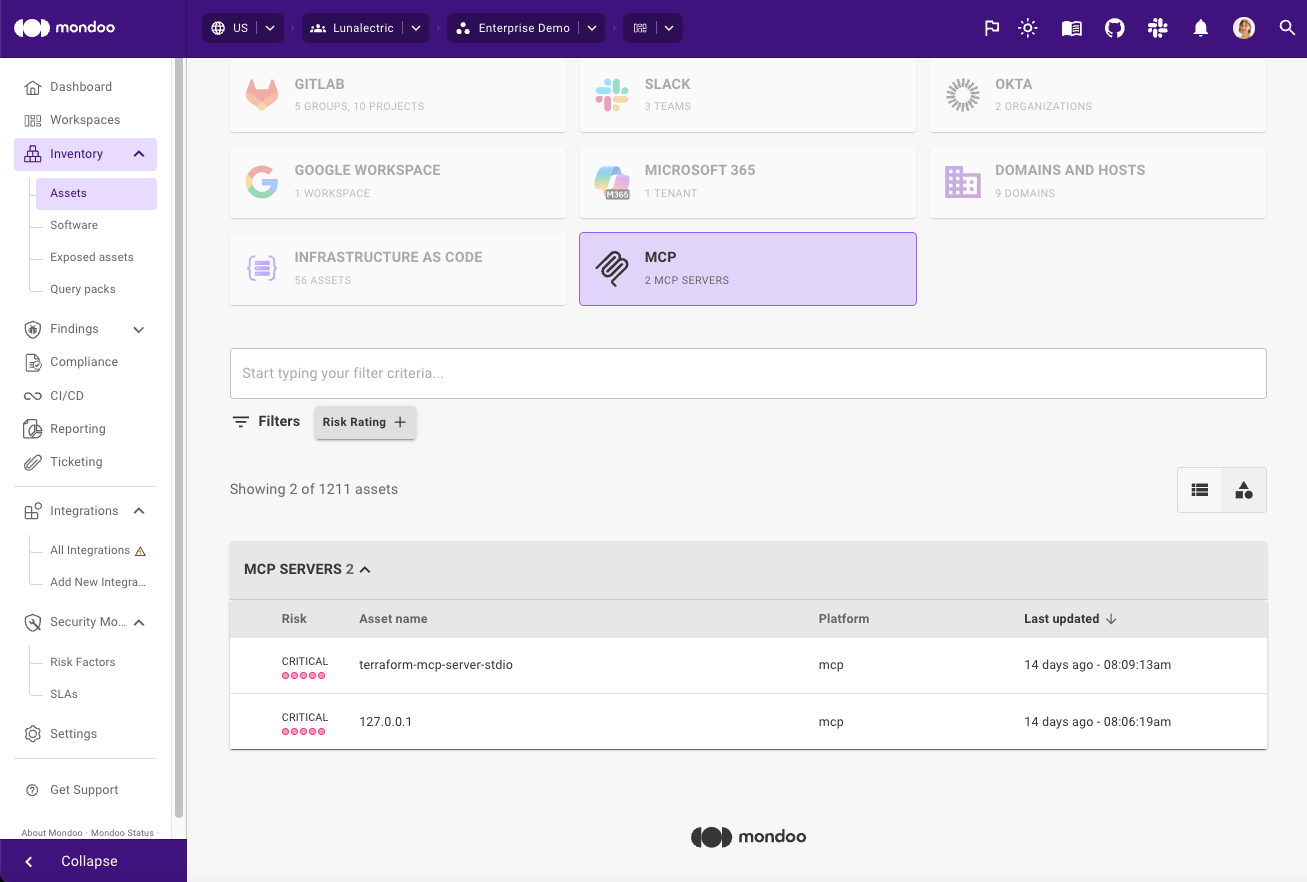 mondoo
US
Lunalectric
Enterprise Demo
Dashboard
Workspaces
Inventory
Assets
Software
Exposed assets
Query packs
Findings
Compliance
CI/CD
Reporting
Ticketing
Integrations
All Integrations
Add New Integra...
Security Mo...
Risk Factors
SLAs
Settings
Get Support
About Mondoo · Mondoo Status ·
Collapse
GITLAB
5 GROUPS, 10 PROJECTS
SLACK
3 TEAMS
OKTA
2 ORGANIZATIONS
GOOGLE WORKSPACE
1 WORKSPACE
M365
MICROSOFT 365
1 TENANT
DOMAINS AND HOSTS
9 DOMAINS
INFRASTRUCTURE AS CODE
56 ASSETS
MCP
2 MCP SERVERS
Start typing your filter criteria...
Filters
Risk Rating
Showing 2 of 1211 assets
MCP SERVERS 2
Risk Asset name Platform Last updated
CRITICAL terraform-mcp-server-stdio mcp 14 days ago - 08:09:13am
CRITICAL 127.0.0.1 mcp 14 days ago - 08:06:19am
mondoo